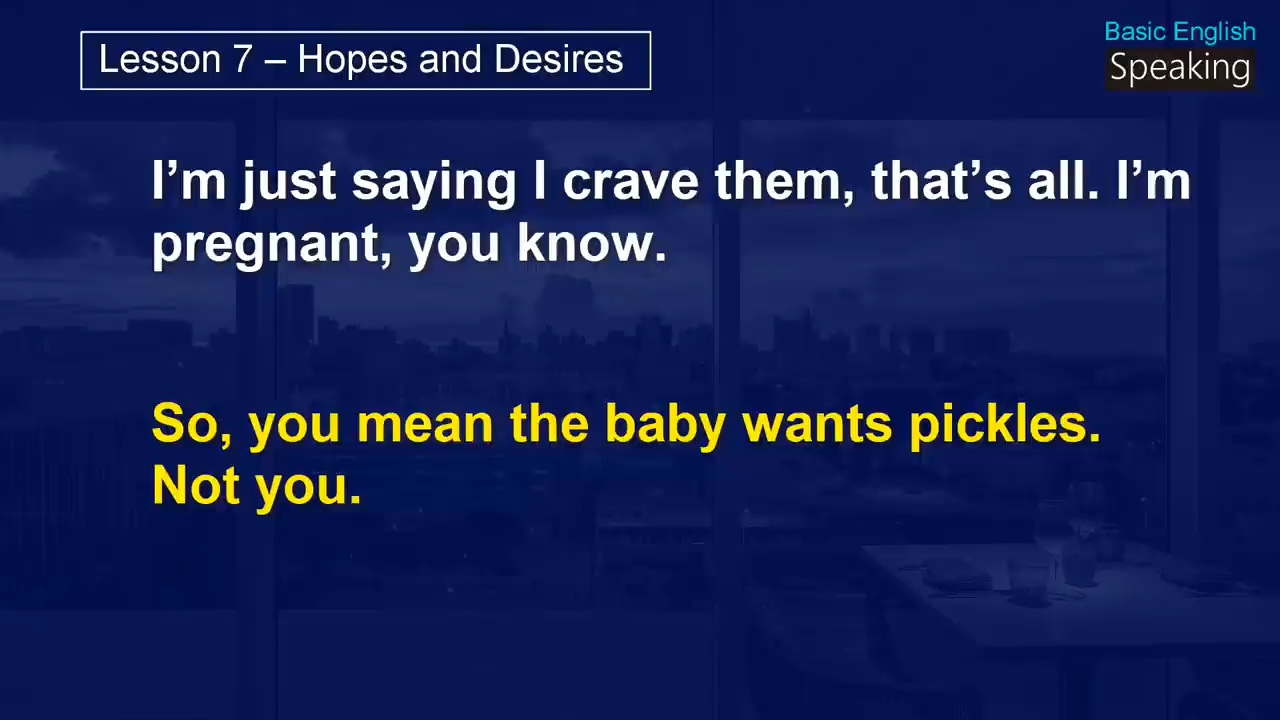 Lesson 7 – Hopes and Desires
Basic English
Speaking
I’m just saying I crave them, that’s all. I’m
pregnant, you know.
So, you mean the baby wants pickles.
Not you.